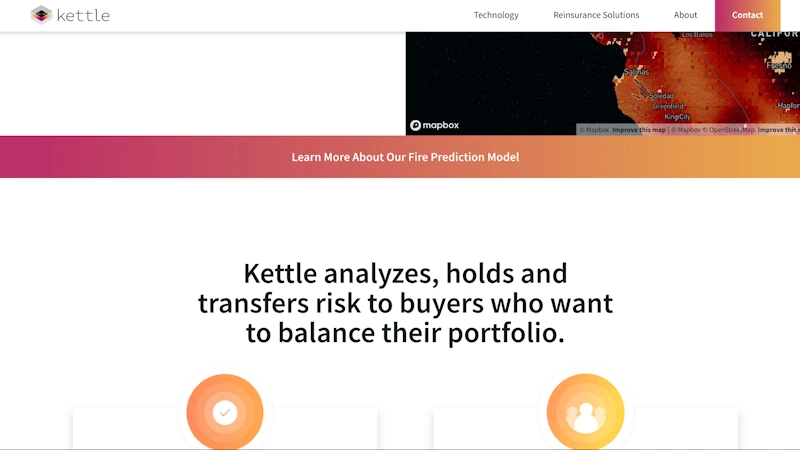 kettle
Technology
Reinsurance Solutions
About
Contact
Los Banos
CALIFOR
Fresno
Salinas
Soledad
Greenfield
King City
Hanfor
mapbox
© Mapbox Improve this map | © Mapbox © OpenStreetMap Improve this
Learn More About Our Fire Prediction Model
Kettle analyzes, holds and
transfers risk to buyers who want
to balance their portfolio.